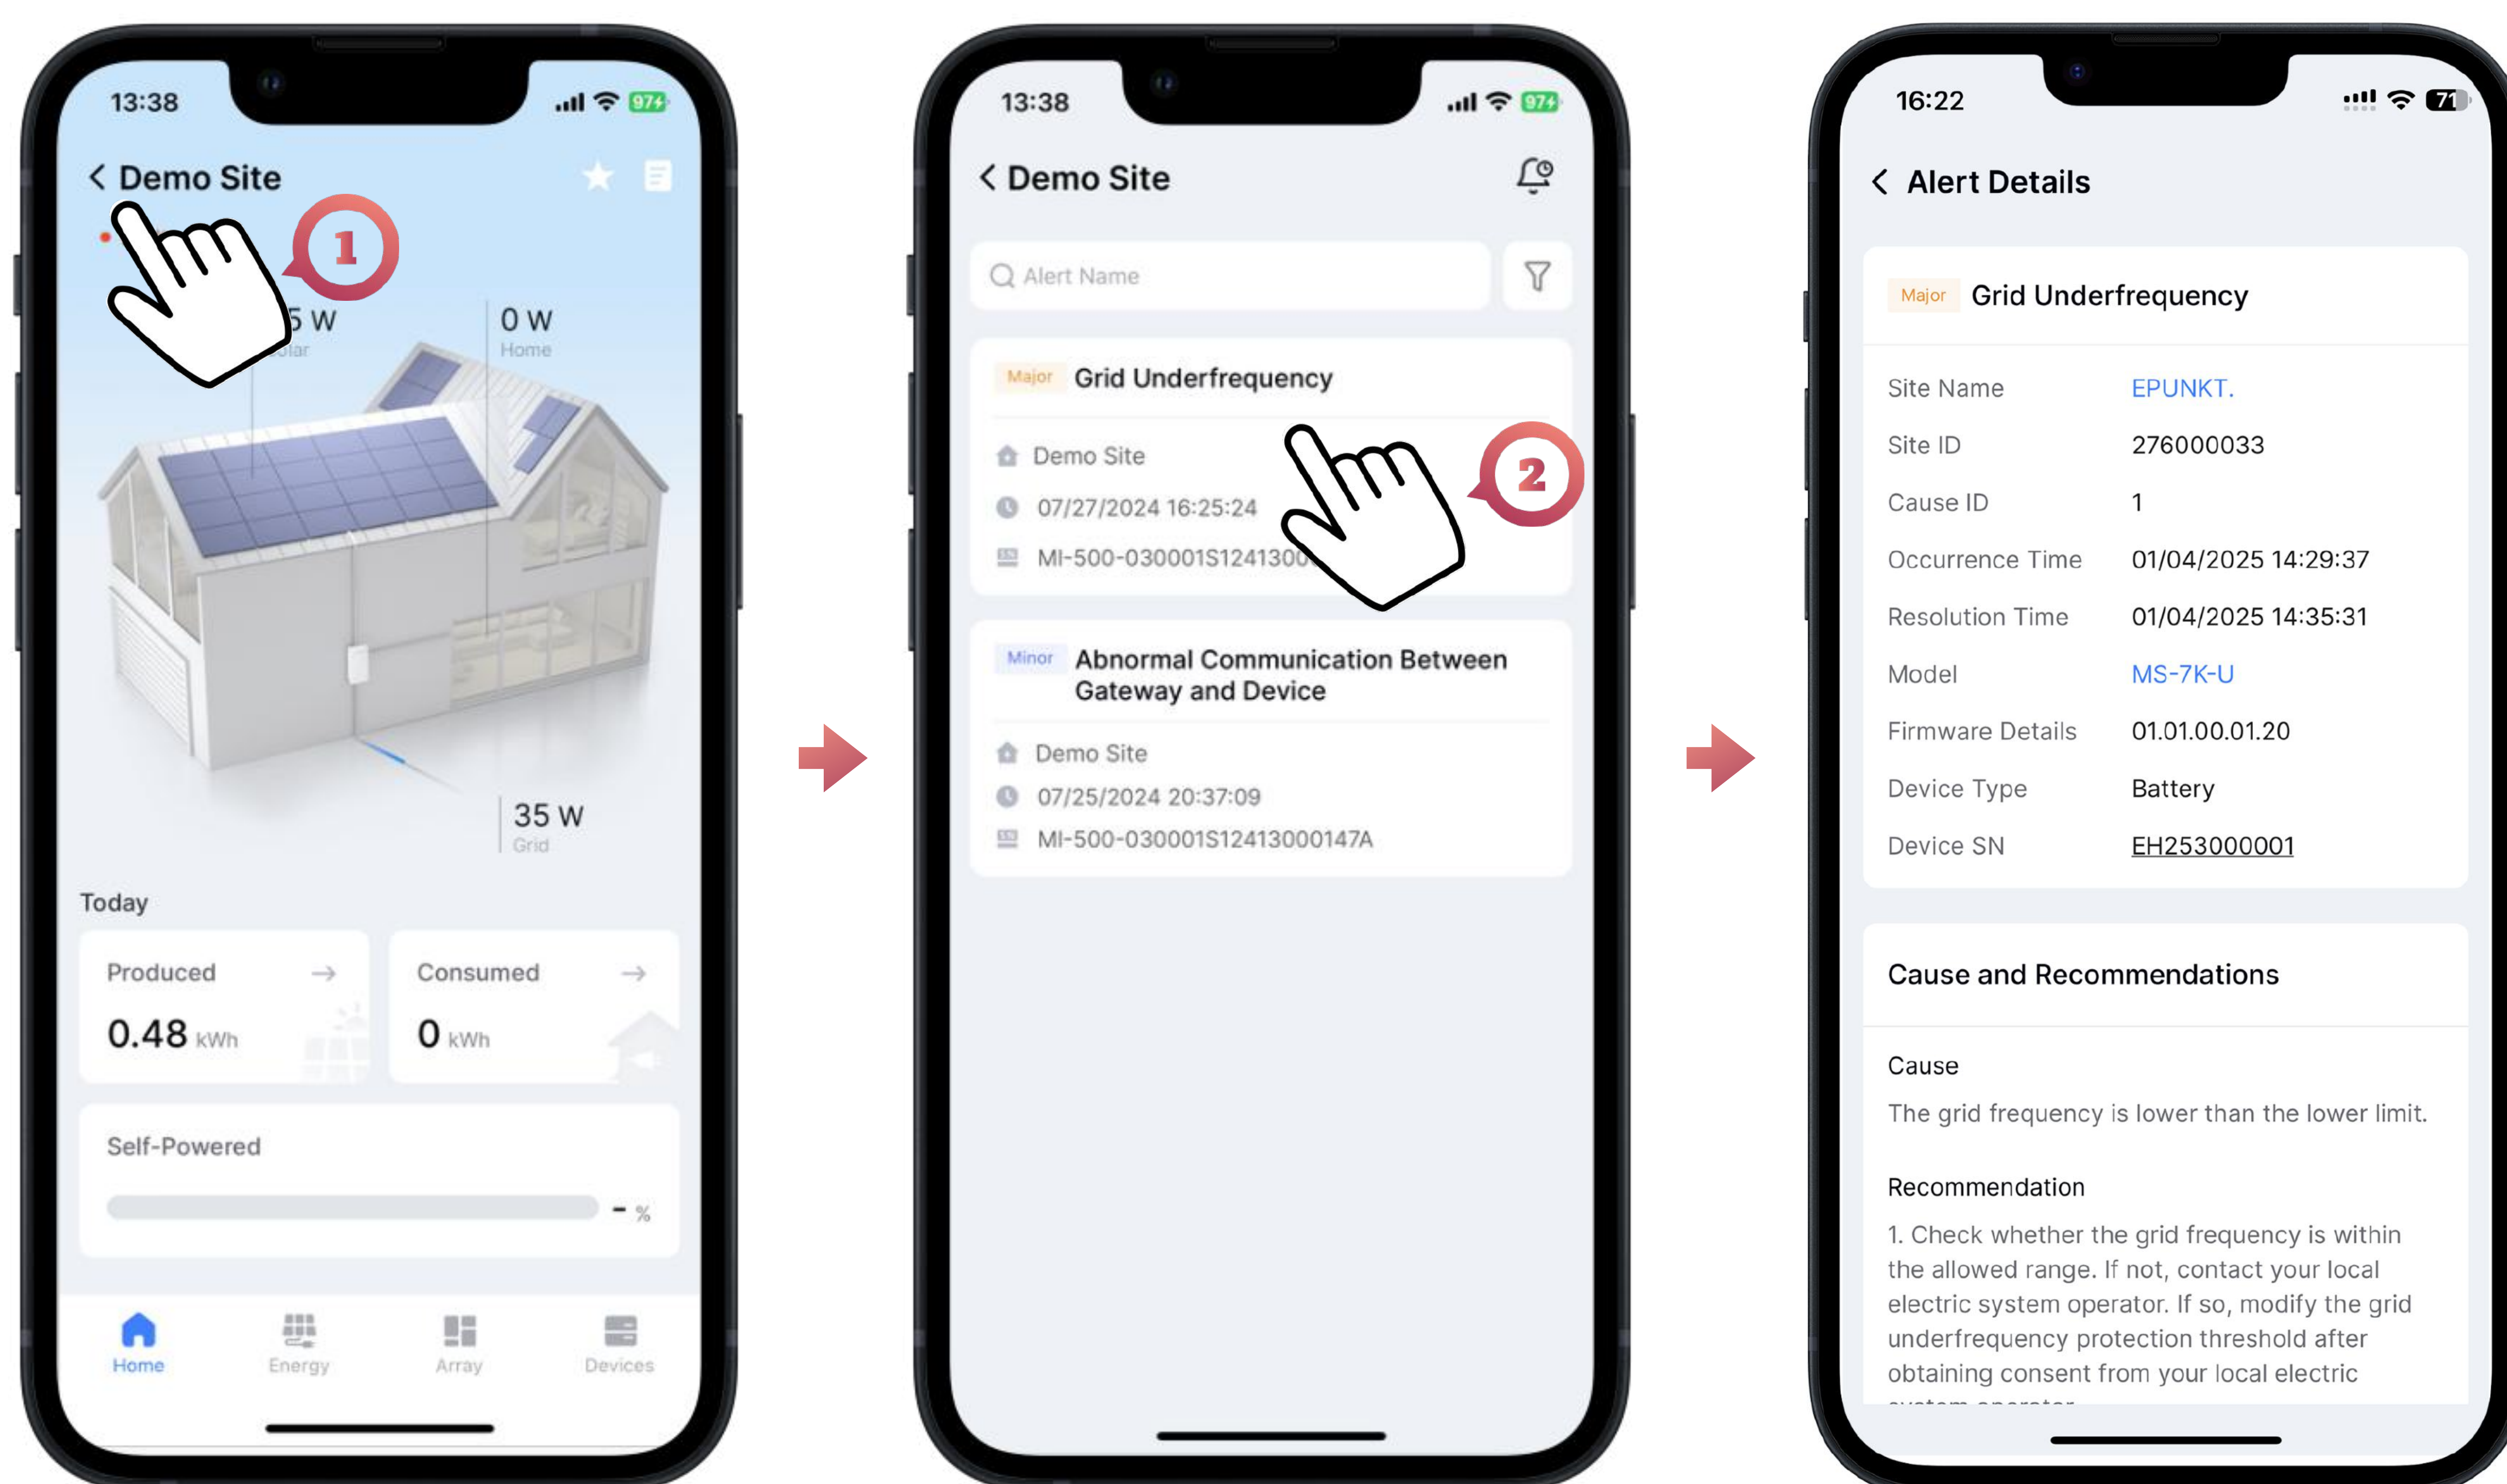 13:38
97
Demo Site
1
5 W
0 W
Home
35 W
Grid
Today
Produced
0.48 kWh
Consumed
0 kWh
Self-Powered
- %
Home
Energy
Array
Devices
13:38
97
Demo Site
Alert Name
Major Grid Underfrequency
Demo Site
07/27/2024 16:25:24
2
Minor Abnormal Communication Between
Gateway and Device
Demo Site
07/25/2024 20:37:09
SN MI-500-030001S12413000147A
16:22
71
Alert Details
Major Grid Underfrequency
Site Name EPUNKT.
Site ID 276000033
Cause ID 1
Occurrence Time 01/04/2025 14:29:37
Resolution Time 01/04/2025 14:35:31
Model MS-7K-U
Firmware Details 01.01.00.01.20
Device Type Battery
Device SN EH253000001
Cause and Recommendations
Cause
The grid frequency is lower than the lower limit.
Recommendation
1. Check whether the grid frequency is within
the allowed range. If not, contact your local
electric system operator. If so, modify the grid
underfrequency protection threshold after
obtaining consent from your local electric